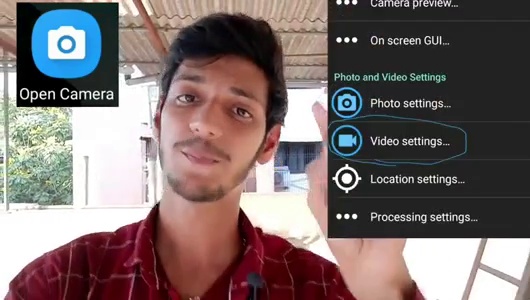 Open Camera
Camera preview...
On screen GUI...
Photo and Video Settings
Photo settings...
Video settings...
Location settings...
Processing settings...